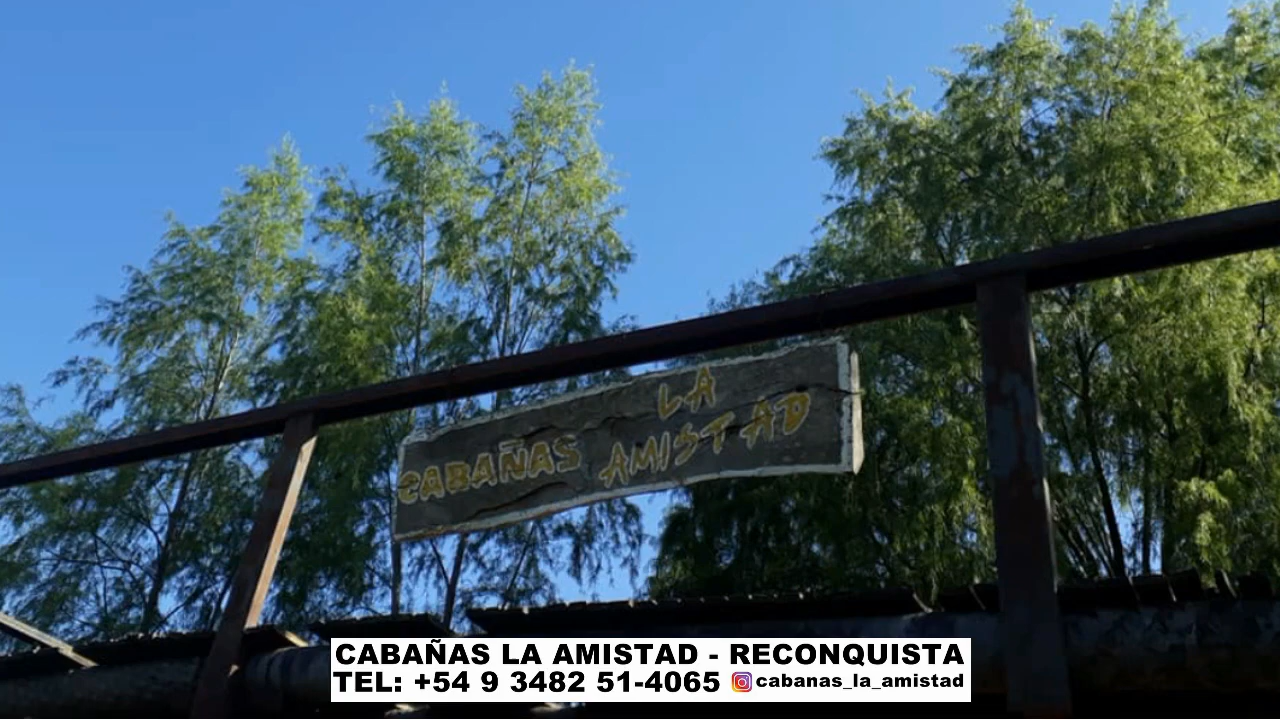 LA
CABAÑAS AMISTAD
CABAÑAS LA AMISTAD - RECONQUISTA
TEL: +54 9 3482 51-4065 cabanas_la_amistad